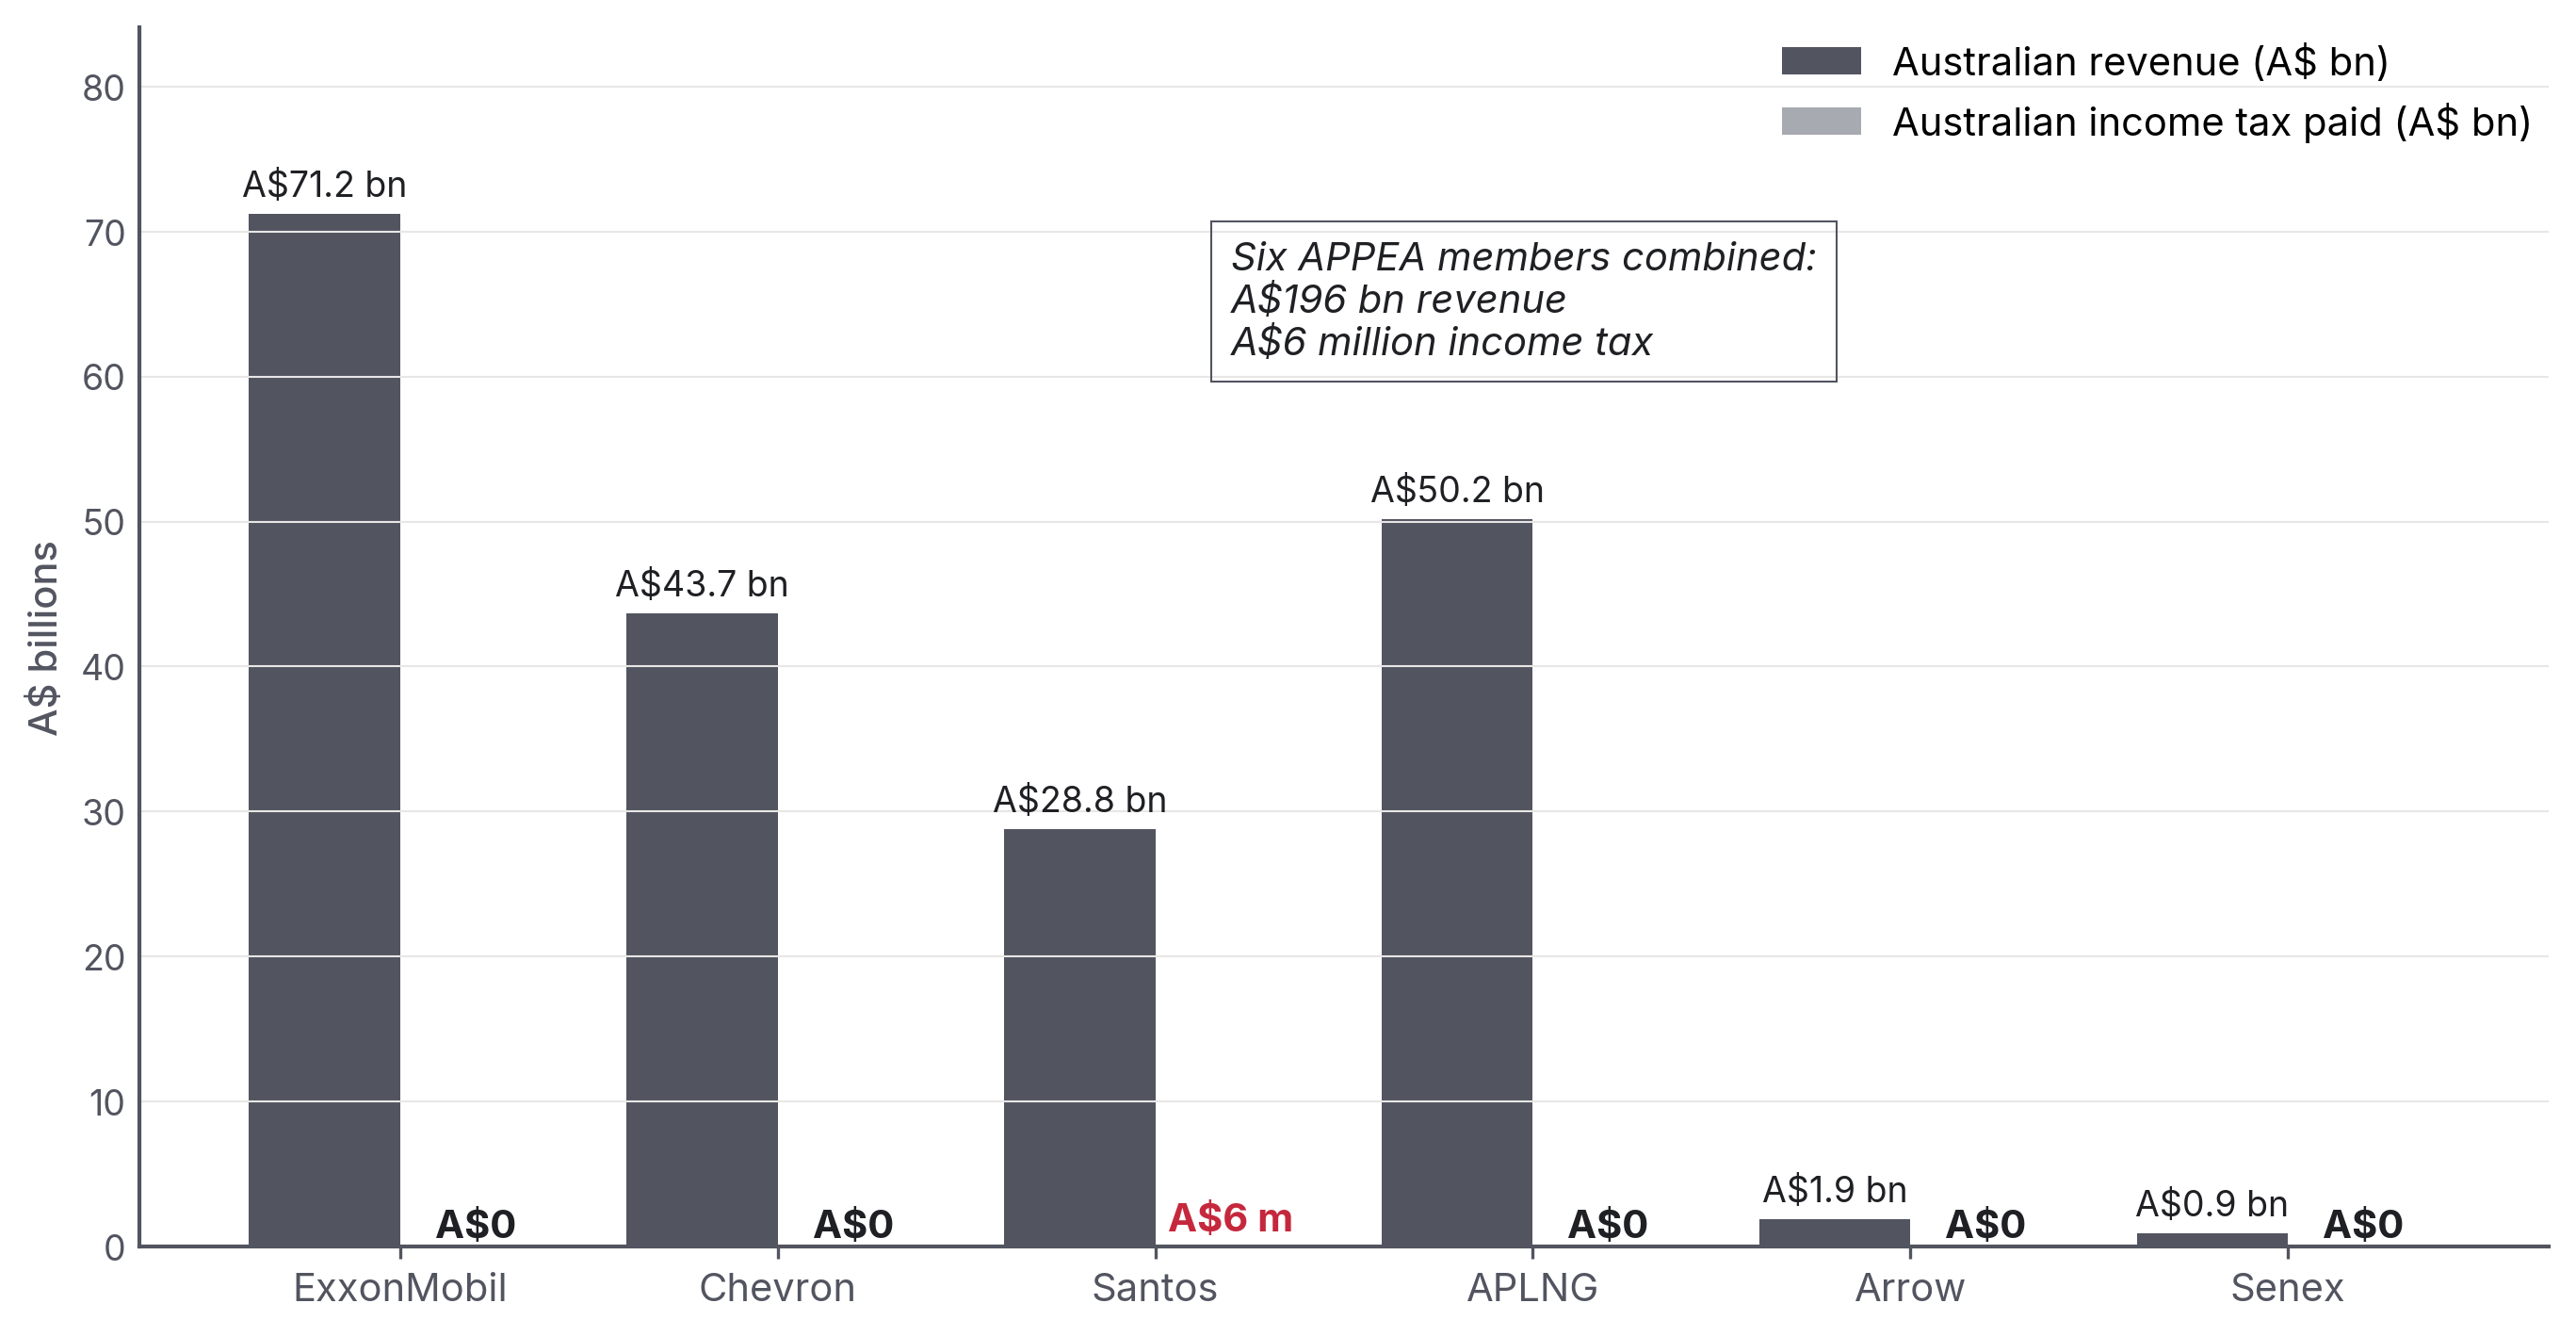 Australian revenue (A$ bn)
Australian income tax paid (A$ bn)
A$ billions
80
70
60
50
40
30
20
10
0
A$71.2 bn
A$43.7 bn
A$28.8 bn
A$50.2 bn
A$1.9 bn
A$0.9 bn
Six APPEA members combined:
A$196 bn revenue
A$6 million income tax
A$0
A$0
A$6 m
A$0
A$0
A$0
ExxonMobil
Chevron
Santos
APLNG
Arrow
Senex